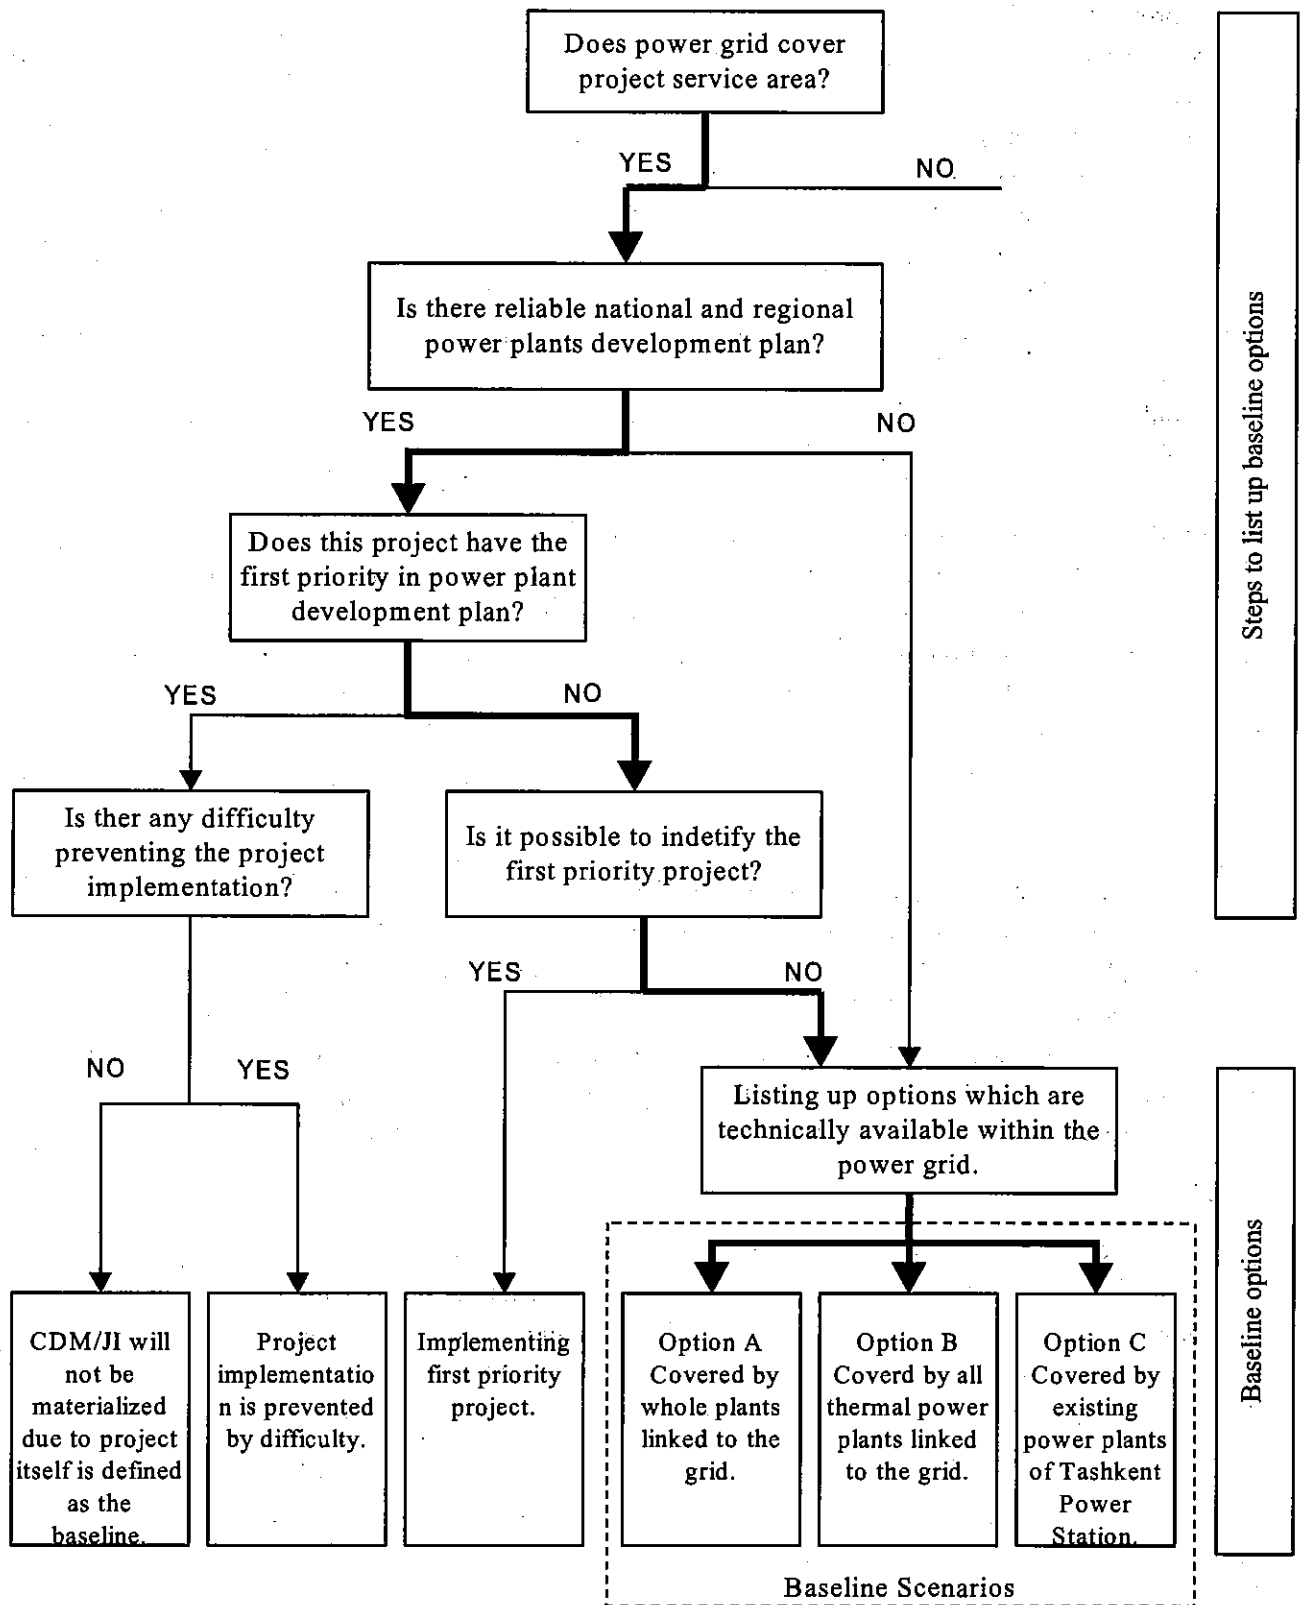 Does power grid cover
project service area?
YES
NO
Is there reliable national and regional
power plants development plan?
YES
NO
Does this project have the
first priority in power plant
development plan?
YES
NO
Is ther any difficulty
preventing the project
implementation?
Is it possible to indetify the
first priority project?
YES
NO
NO
YES
Listing up options which are
technically available within the
power grid.
CDM/JI will
not be
materialized
due to project
itself is defined
as the
baseline.
Project
implementatio
n is prevented
by difficulty.
Implementing
first priority
project.
Option A
Covered by
whole plants
linked to the
grid.
Option B
Coverd by all
thermal power
plants linked
to the grid.
Option C
Covered by
existing
power plants
of Tashkent
Power
Station.
Baseline Scenarios
Steps to list up baseline options
Baseline options